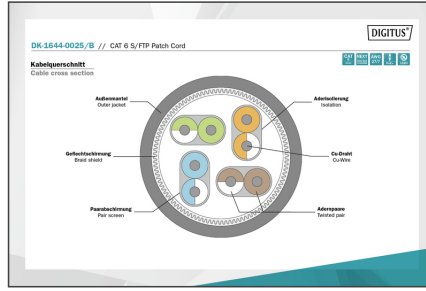 DIGITUS®
DK-1644-0025/B // CAT 6 S/FTP Patch Cord
Kabelquerschnitt
Cable cross section
Außenmantel
Outer jacket
Aderisolierung
Isolation
Geflechtschirmung
Braid shield
Cu-Draht
Cu-Wire
Paarabschirmung
Pair screen
Adernpaare
Twisted pair